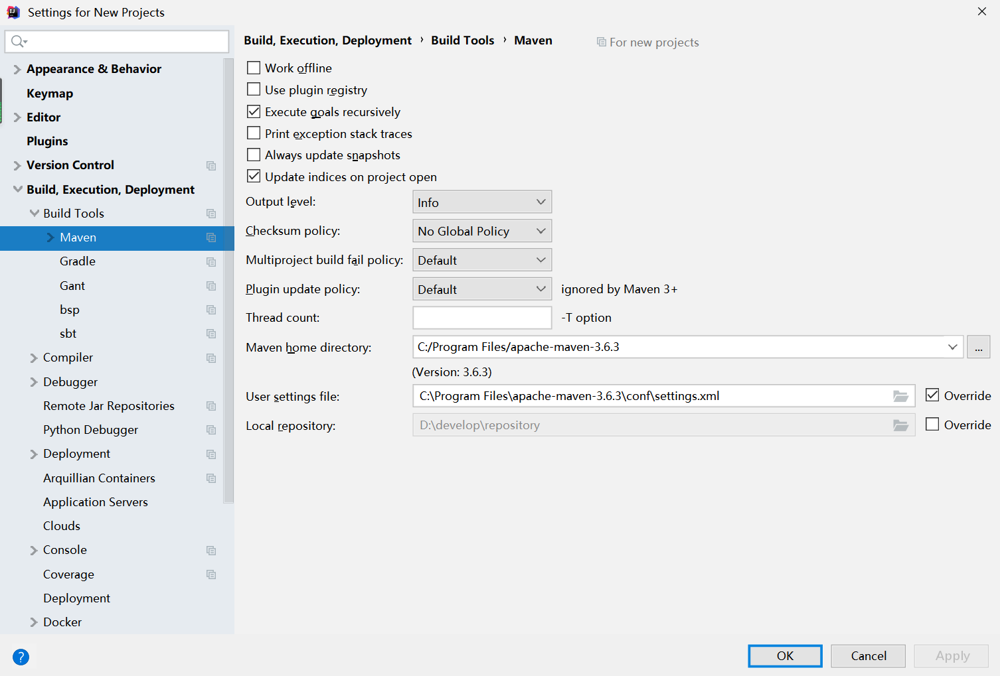 Settings for New Projects
Appearance & Behavior
Keymap
Editor
Plugins
Version Control
Build, Execution, Deployment
Build Tools
Maven
Gradle
Gant
bsp
sbt
Compiler
Debugger
Remote Jar Repositories
Python Debugger
Deployment
Arquillian Containers
Application Servers
Clouds
Console
Coverage
Deployment
Docker
Build, Execution, Deployment › Build Tools › Maven For new projects
Work offline
Use plugin registry
Execute goals recursively
Print exception stack traces
Always update snapshots
Update indices on project open
Output level: Info
Checksum policy: No Global Policy
Multiproject build fail policy: Default
Plugin update policy: Default ignored by Maven 3+
Thread count: -T option
Maven home directory: C:/Program Files/apache-maven-3.6.3 ...
(Version: 3.6.3)
User settings file: C:\Program Files\apache-maven-3.6.3\conf\settings.xml Override
Local repository: D:\develop\repository Override
? OK Cancel Apply